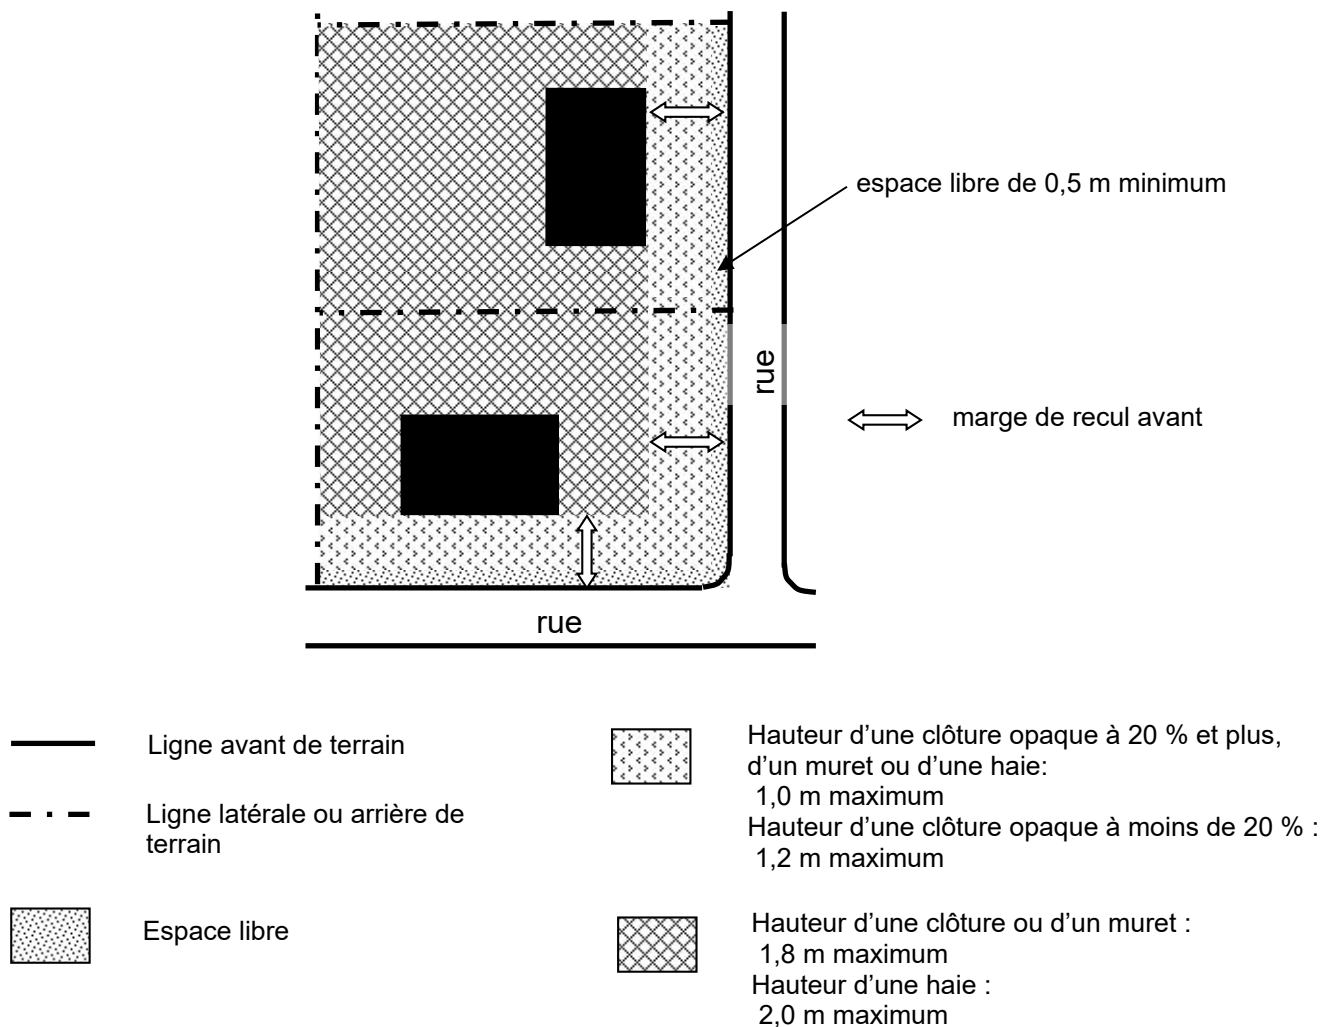 espace libre de 0,5 m minimum
rue
marge de recul avant
rue
Ligne avant de terrain
Ligne latérale ou arrière de
terrain
Espace libre
Hauteur d’une clôture opaque à 20 % et plus,
d’un muret ou d’une haie:
1,0 m maximum
Hauteur d’une clôture opaque à moins de 20 % :
1,2 m maximum
Hauteur d’une clôture ou d’un muret :
1,8 m maximum
Hauteur d’une haie :
2,0 m maximum